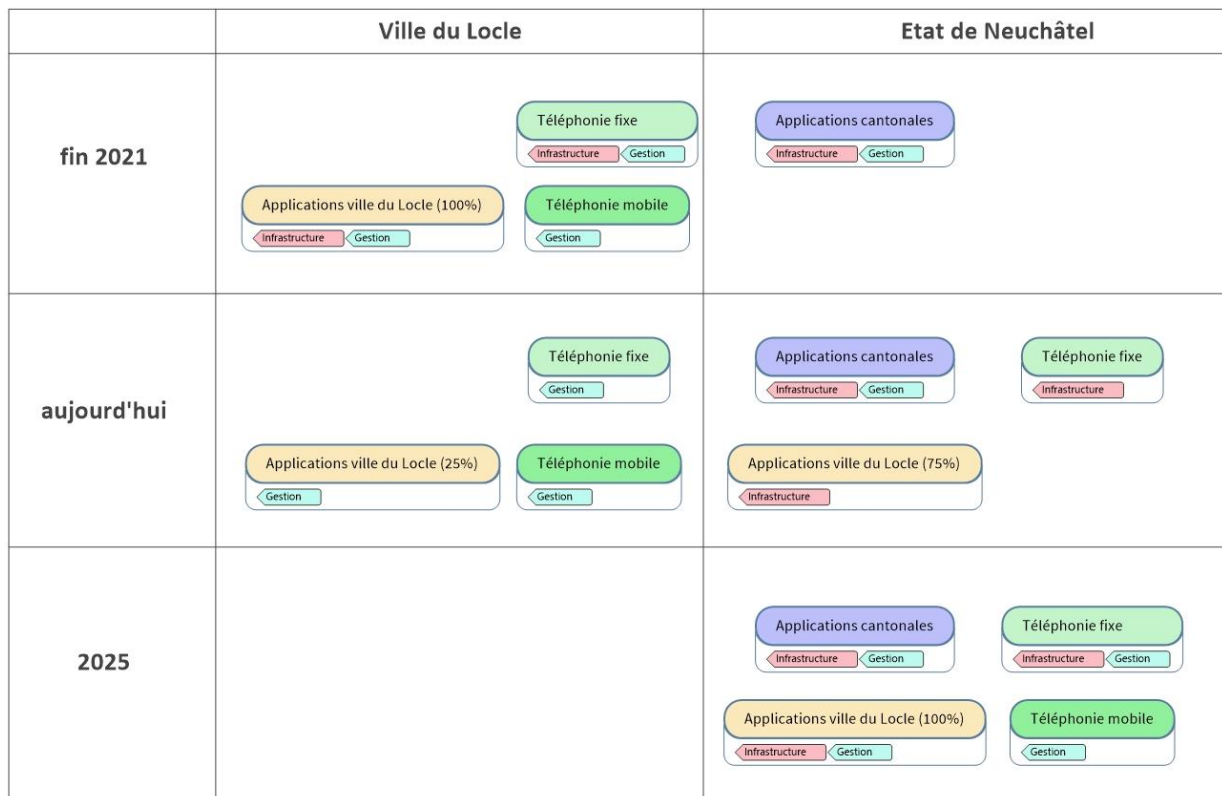 Ville du Locle
Etat de Neuchâtel
fin 2021
Téléphonie fixe
Infrastructure Gestion
Applications ville du Locle (100%)
Infrastructure Gestion
Téléphonie mobile
Gestion
Applications cantonales
Infrastructure Gestion
aujourd'hui
Téléphonie fixe
Gestion
Applications ville du Locle (25%)
Gestion
Téléphonie mobile
Gestion
Applications cantonales
Infrastructure Gestion
Téléphonie fixe
Infrastructure
Applications ville du Locle (75%)
Infrastructure
2025
Applications cantonales
Infrastructure Gestion
Téléphonie fixe
Infrastructure Gestion
Applications ville du Locle (100%)
Infrastructure Gestion
Téléphonie mobile
Gestion